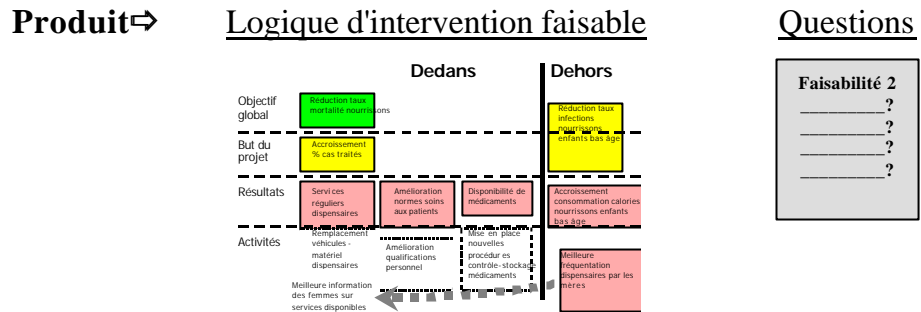 Produit⇨ Logique d'intervention faisable Questions
Dedans Dehors
Faisabilité 2
_________?
_________?
_________?
_________?
Objectif
global
Réduction taux
mortalité nourrissons
Réduction taux
infections
nourrissons
enfants bas âge
But du
projet
Accroissement
% cas traités
Résultats
Services
réguliers
dispensaires
Amélioration
normes soins
aux patients
Disponibilité de
médicaments
Accroissement
consommation calories
nourrissons enfants
bas âge
Activités
Remplacement
véhicules -
matériel
dispensaires
Amélioration
qualifications
personnel
Mise en place
nouvelles
procédures
contrôle-stockage
médicaments
Meilleure
fréquentation
dispensaires par les
mères
Meilleure information
des femmes sur
services disponibles